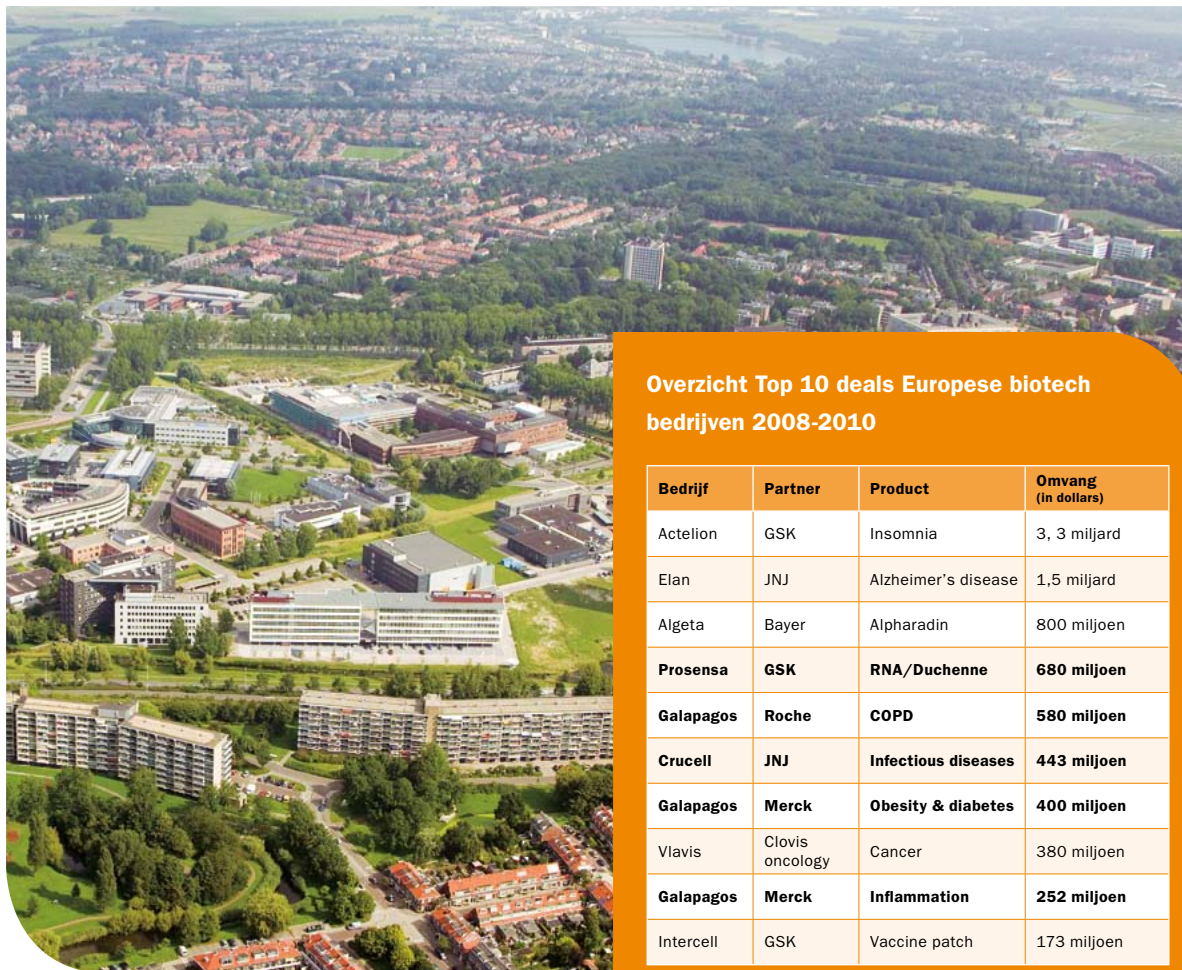 Overzicht Top 10 deals Europese biotech
bedrijven 2008-2010
Bedrijf Partner Product Omvang
(in dollars)
Actelion GSK Insomnia 3, 3 miljard
Elan JNJ Alzheimer's disease 1,5 miljard
Algeta Bayer Alpharadin 800 miljoen
Prosensa GSK RNA/Duchenne 680 miljoen
Galapagos Roche COPD 580 miljoen
Crucell JNJ Infectious diseases 443 miljoen
Galapagos Merck Obesity & diabetes 400 miljoen
Vlavis Clovis
oncology Cancer 380 miljoen
Galapagos Merck Inflammation 252 miljoen
Intercell GSK Vaccine patch 173 miljoen